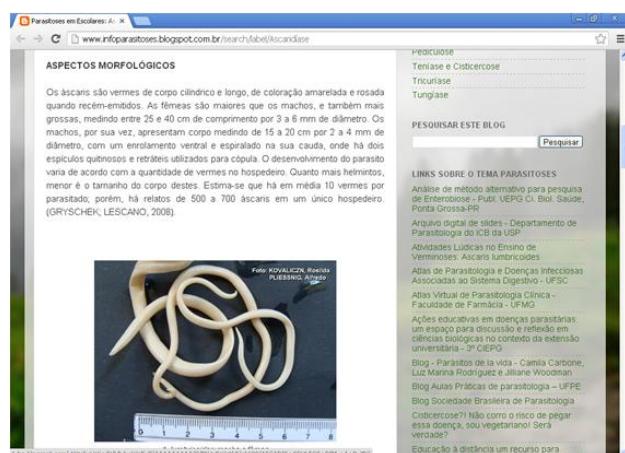 Parasitoses em Escolares: As
www.infoparasitoses.blogspot.com.br/search/label/Ascaridíase
ASPECTOS MORFOLÓGICOS
Os áscaris são vermes de corpo cilíndrico e longo, de coloração amarelada e rosada
quando recém-emitidos. As fêmeas são maiores que os machos, e também mais
grossas, medindo entre 25 e 40 cm de comprimento por 3 a 6 mm de diâmetro. Os
machos, por sua vez, apresentam corpo medindo de 15 a 20 cm por 2 a 4 mm de
diâmetro, com um enrolamento ventral e espiralado na sua cauda, onde há dois
espículos quitinosos e retráteis utilizados para cópula. O desenvolvimento do parasito
varia de acordo com a quantidade de vermes no hospedeiro. Quanto mais helmintos,
menor é o tamanho do corpo destes. Estima-se que há em média 10 vermes por
parasitado; porém, há relatos de 500 a 700 áscaris em um único hospedeiro.
(GRYSCHEK; LESCANO, 2008).
Foto: KOVALICZN, Rosilda
PLIESSNIG, Alfredo
1 2 3 4 5 6 7 8
Pediculose
Teníase e Cisticercose
Tricuríase
Tungíase
PESQUISAR ESTE BLOG
Pesquisar
LINKS SOBRE O TEMA PARASITOSES
Análise de método alternativo para pesquisa
de Enterobiose - Publ. UEPG Ci. Biol. Saúde,
Ponta Grossa-PR
Arquivo digital de slides - Departamento de
Parasitologia do ICB da USP
Atividades Lúdicas no Ensino de
Verminoses: Ascaris lumbricoides
Atlas de Parasitologia e Doenças Infecciosas
Associadas ao Sistema Digestivo - UFSC
Atlas Virtual de Parasitologia Clínica -
Faculdade de Farmácia - UFMG
Ações educativas em doenças parasitárias:
um espaço para discussão e reflexão em
ciências biológicas no contexto da extensão
universitária - 3º CIEPG
Blog - Parásitos de la vida - Camila Carbone,
Luz Marina Rodriguez e Jilliane Woodman
Blog Aulas Práticas de parasitologia – UFPE
Blog Sociedade Brasileira de Parasitologia
Cisticercose?! Não corro o risco de pegar
essa doença, sou vegetariano! Será
verdade?
Educação à distância um recurso para